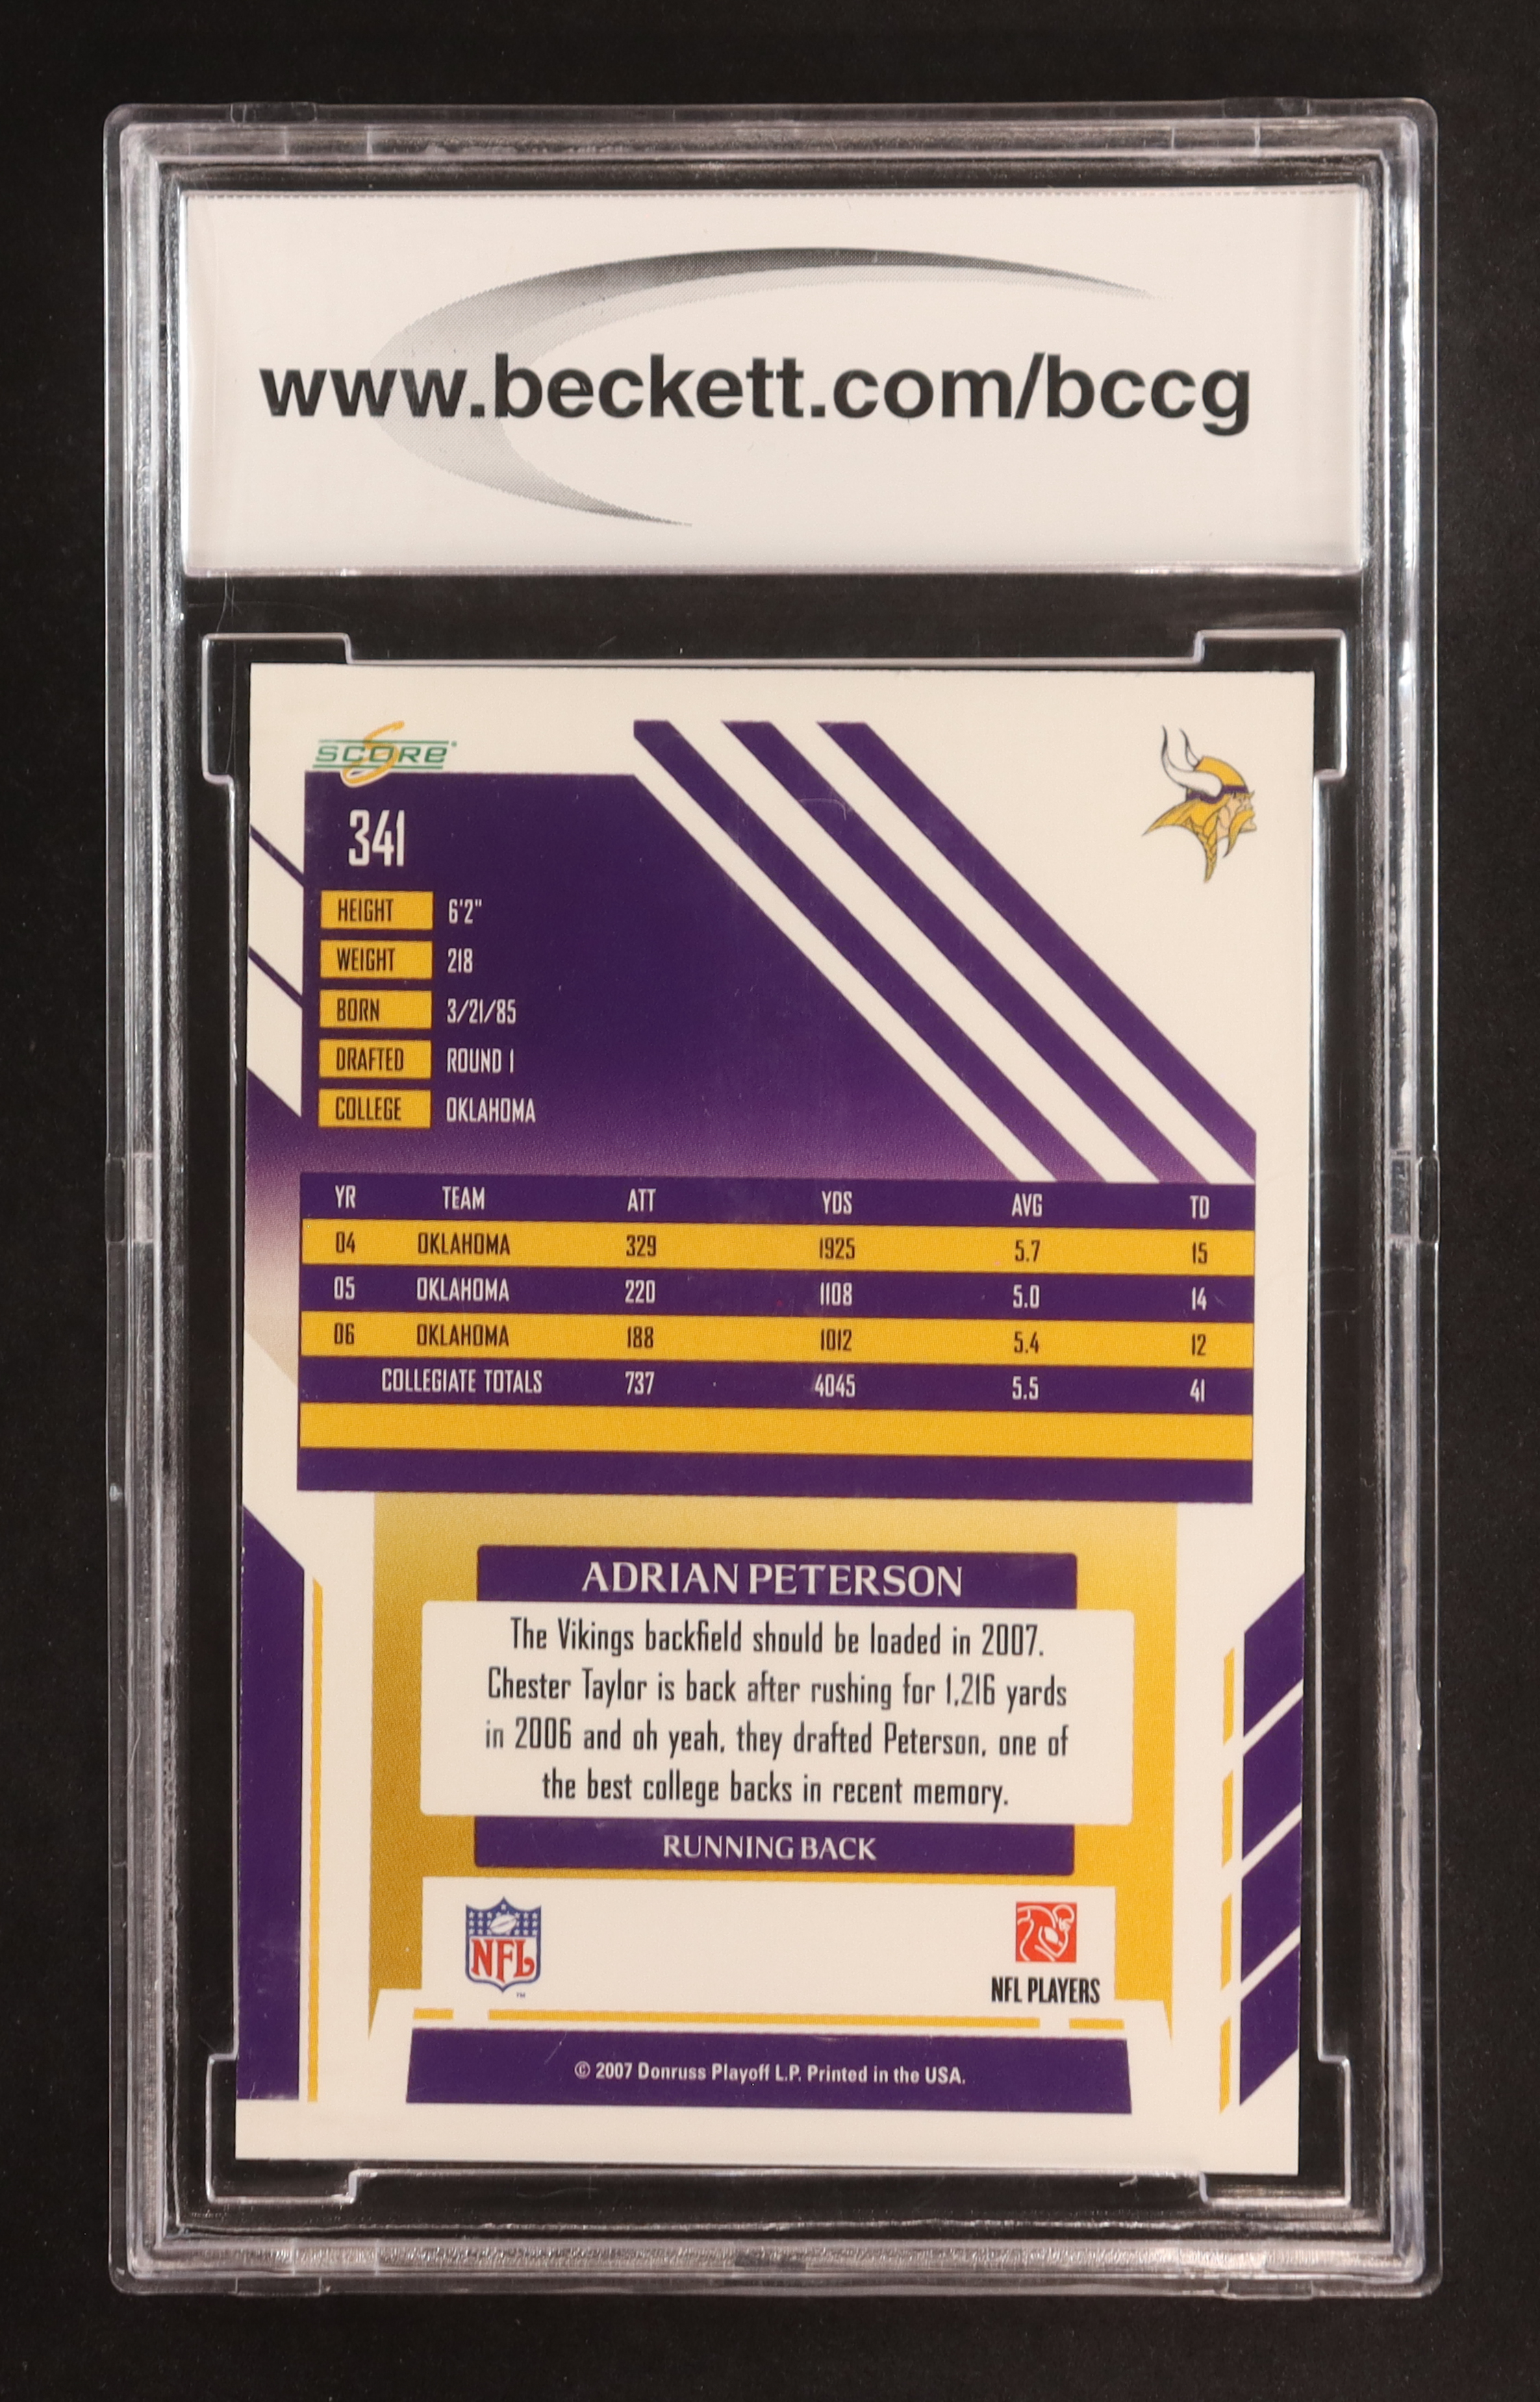 www.beckett.com/bccg
SCORE
341
HEIGHT 6'2"
WEIGHT 218
BORN 3/21/85
DRAFTED ROUND 1
COLLEGE OKLAHOMA
YR TEAM ATT YDS AVG TD
04 OKLAHOMA 329 1925 5.7 15
05 OKLAHOMA 220 1108 5.0 14
06 OKLAHOMA 188 1012 5.4 12
COLLEGIATE TOTALS 737 4045 5.5 41
ADRIAN PETERSON
The Vikings backfield should be loaded in 2007.
Chester Taylor is back after rushing for 1,216 yards
in 2006 and oh yeah, they drafted Peterson, one of
the best college backs in recent memory.
RUNNING BACK
NFL
NFL PLAYERS
© 2007 Donruss Playoff L.P. Printed in the USA.